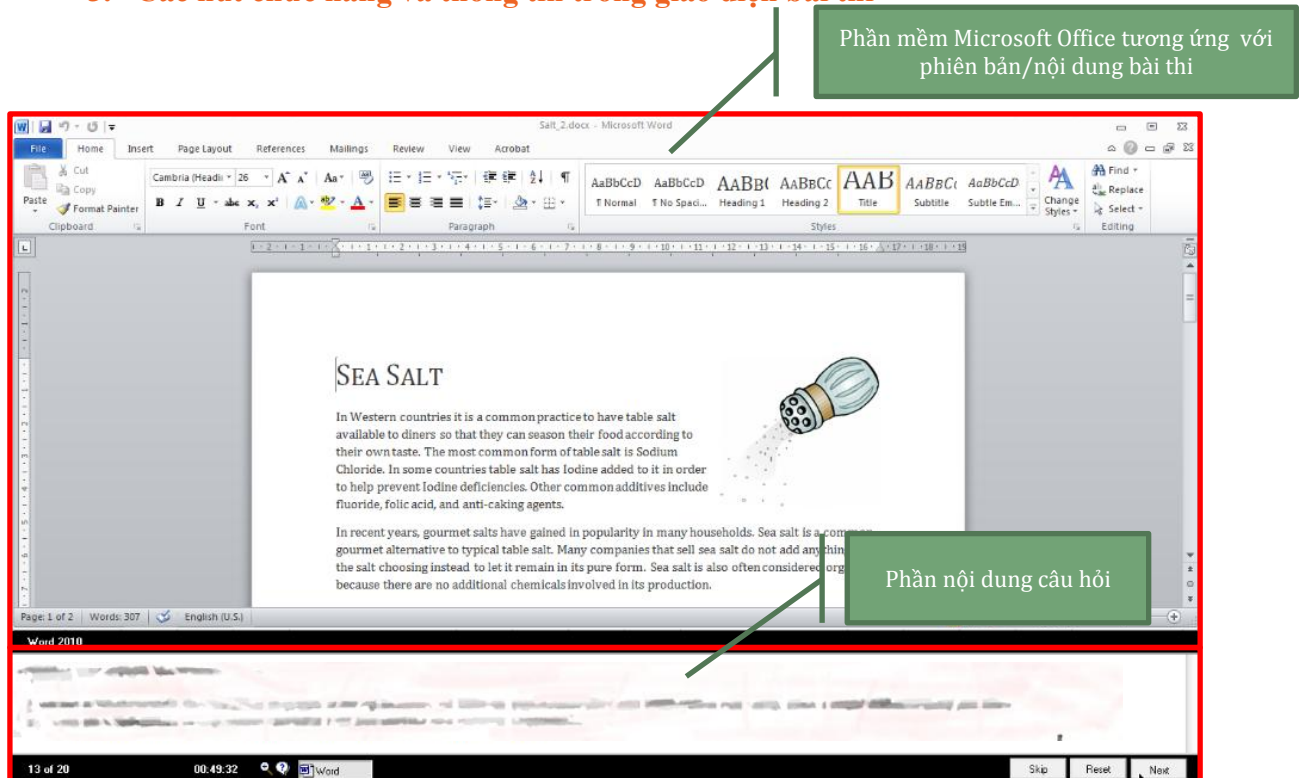 Phần mềm Microsoft Office tương ứng với
phiên bản/nội dung bài thi
Salt_2.docx - Microsoft Word
File Home Insert Page Layout References Mailings Review View Acrobat
Cut
Copy
Paste
Format Painter
Clipboard
Cambria (Headin 26
Font
Paragraph
AaBbCcD AaBbCcD AaBb( AaBbCc AAB AaBbCc AaBbCcD
¶ Normal ¶ No Spaci... Heading 1 Heading 2 Title Subtitle Subtle Em...
Change
Styles
Styles
Find
Replace
Select
Editing
SEA SALT
In Western countries it is a common practice to have table salt
available to diners so that they can season their food according to
their own taste. The most common form of table salt is Sodium
Chloride. In some countries table salt has Iodine added to it in order
to help prevent Iodine deficiencies. Other common additives include
fluoride, folic acid, and anti-caking agents.
In recent years, gourmet salts have gained in popularity in many households. Sea salt is a common
gourmet alternative to typical table salt. Many companies that sell sea salt do not add
the salt choosing instead to let it remain in its pure form. Sea salt is also often considered
because there are no additional chemicals involved in its production.
Phần nội dung câu hỏi
Page: 1 of 2 Words: 307 English (U.S.)
Word 2010
13 of 20 00:49:32 Word Skip Reset Next